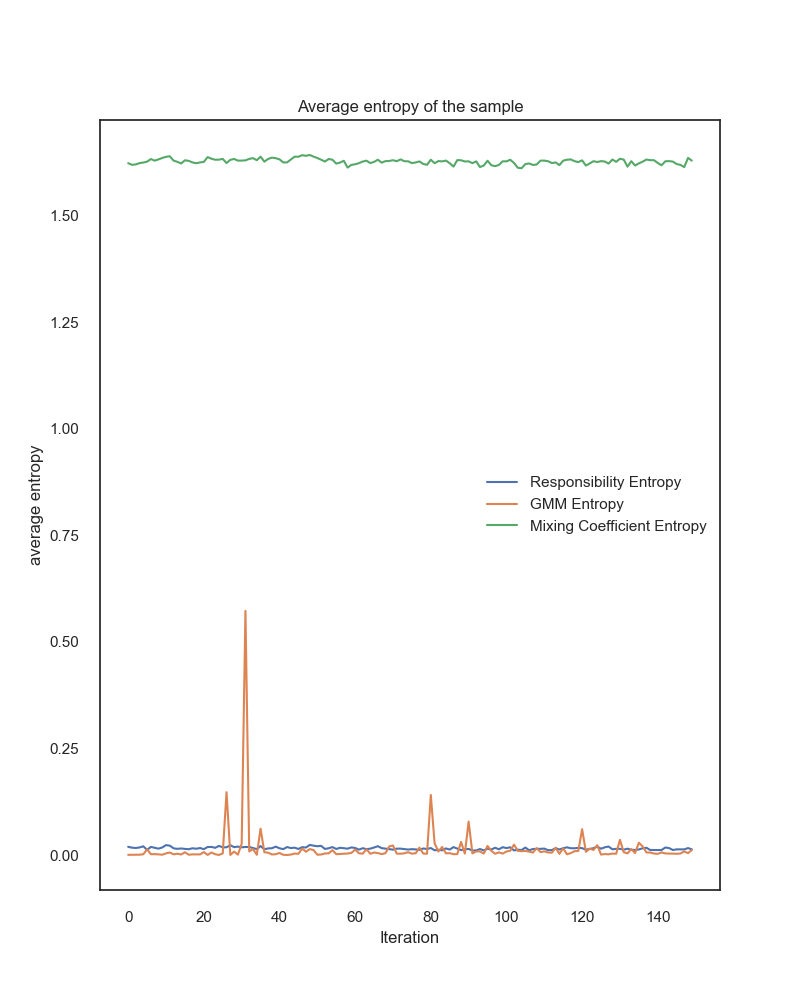 Average entropy of the sample
1.50
1.25
1.00
0.75
0.50
0.25
0.00
average entropy
Responsibility Entropy
GMM Entropy
Mixing Coefficient Entropy
0 20 40 60 80 100 120 140
Iteration